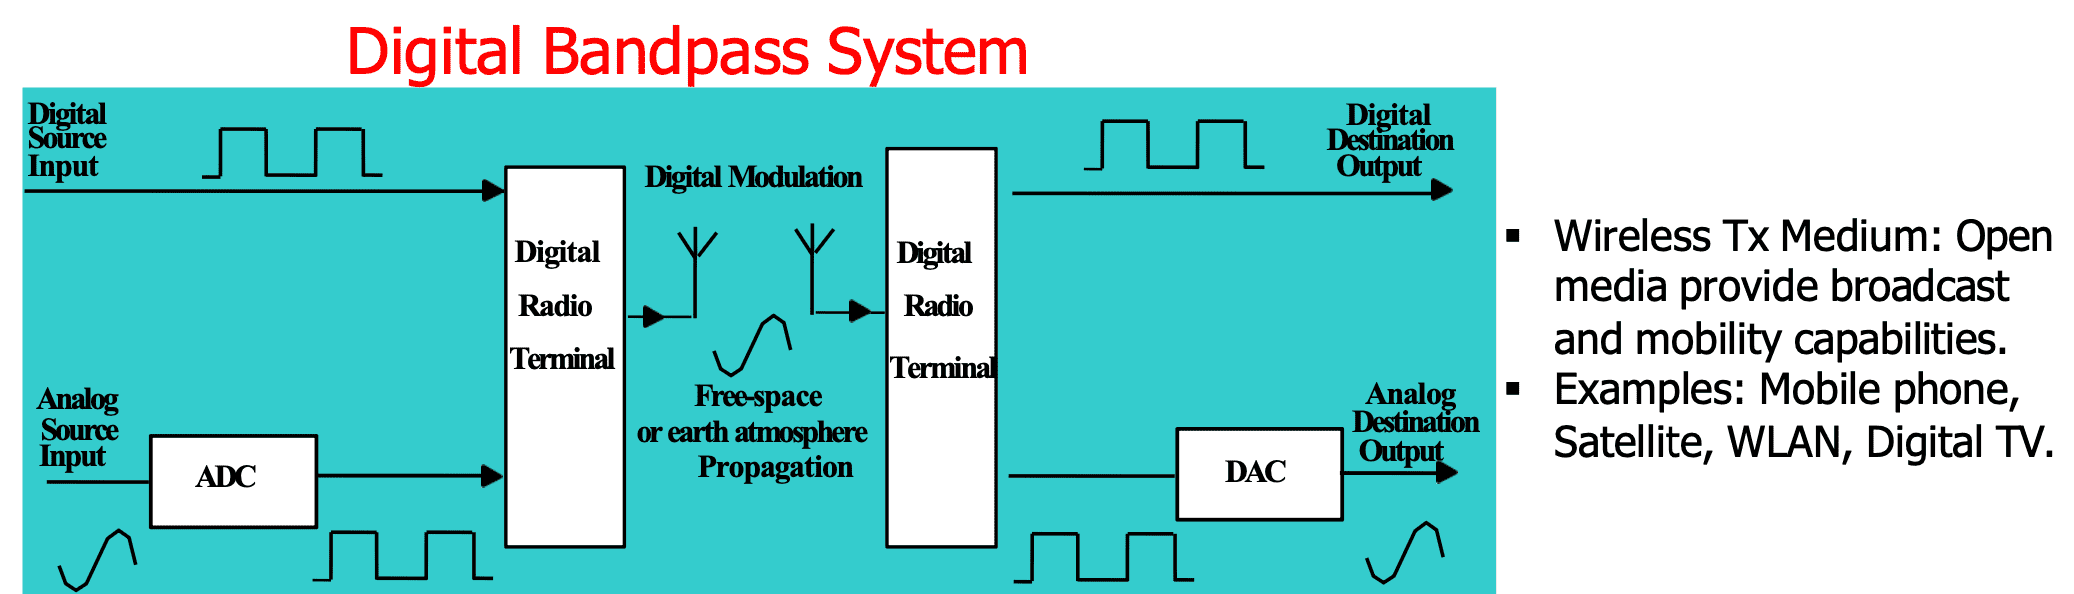 Digital Bandpass System
Digital
Source
Input
Digital
Radio
Terminal
Analog
Source
Input
ADC
Digital Modulation
Free-space
or earth atmosphere
Propagation
Digital
Radio
Terminal
Digital
Destination
Output
Analog
Destination
Output
DAC
▪ Wireless Tx Medium: Open
media provide broadcast
and mobility capabilities.
▪ Examples: Mobile phone,
Satellite, WLAN, Digital TV.